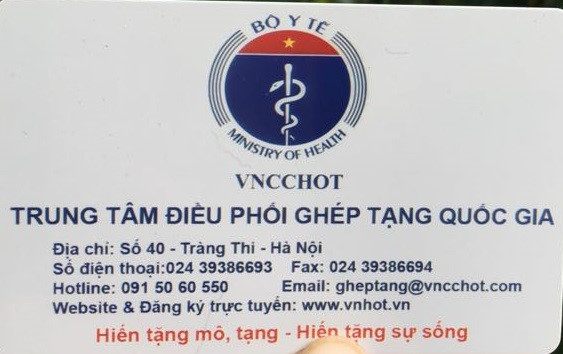 BỘ Y TẾ
MINISTRY OF HEALTH
VNCCHOT
TRUNG TÂM ĐIỀU PHỐI GHÉP TẠNG QUỐC GIA
Địa chỉ: Số 40 - Tràng Thi - Hà Nội
Số điện thoại:024 39386693 Fax: 024 39386694
Hotline: 091 50 60 550 Email: gheptang@vncchot.com
Website & Đăng ký trực tuyến: www.vnhot.vn
Hiến tặng mô, tạng - Hiến tặng sự sống